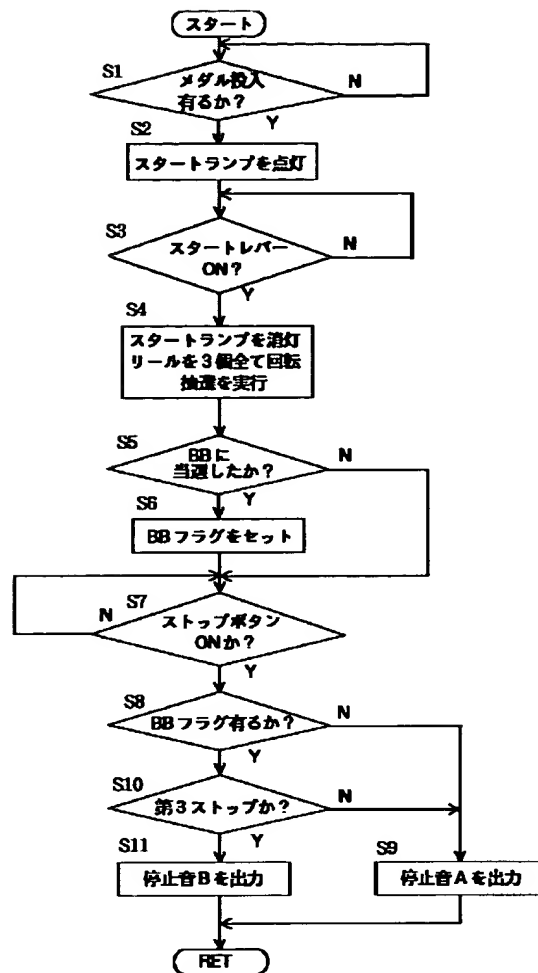 スタート
S1
メダル投入
有るか?
N
Y
S2
スタートランプを点灯
S3
スタートレバー
ON?
N
Y
S4
スタートランプを消灯
リールを3個全て回転
抽選を実行
S5
BBに
当選したか?
N
Y
S6
BBフラグをセット
S7
N
ストップボタン
ONか?
Y
S8
BBフラグ有るか?
N
Y
S10
第3ストップか?
N
Y
S11
停止音Bを出力
S9
停止音Aを出力
RET